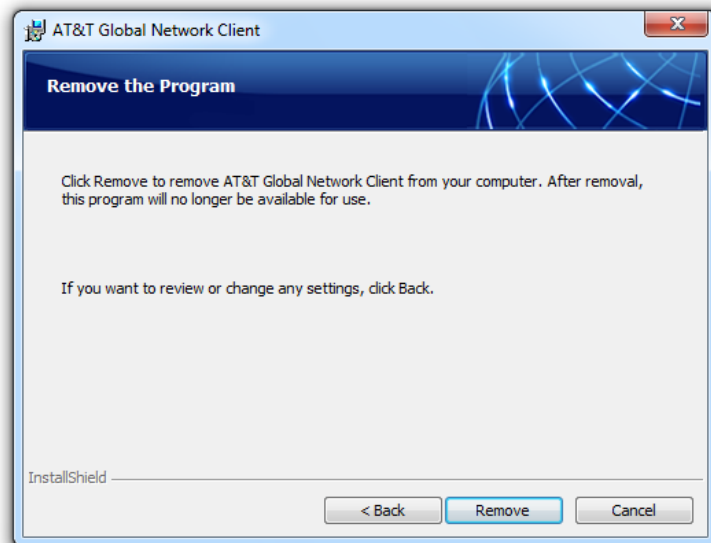 AT&T Global Network Client
Remove the Program
Click Remove to remove AT&T Global Network Client from your computer. After removal,
this program will no longer be available for use.
If you want to review or change any settings, click Back.
InstallShield
< Back
Remove
Cancel